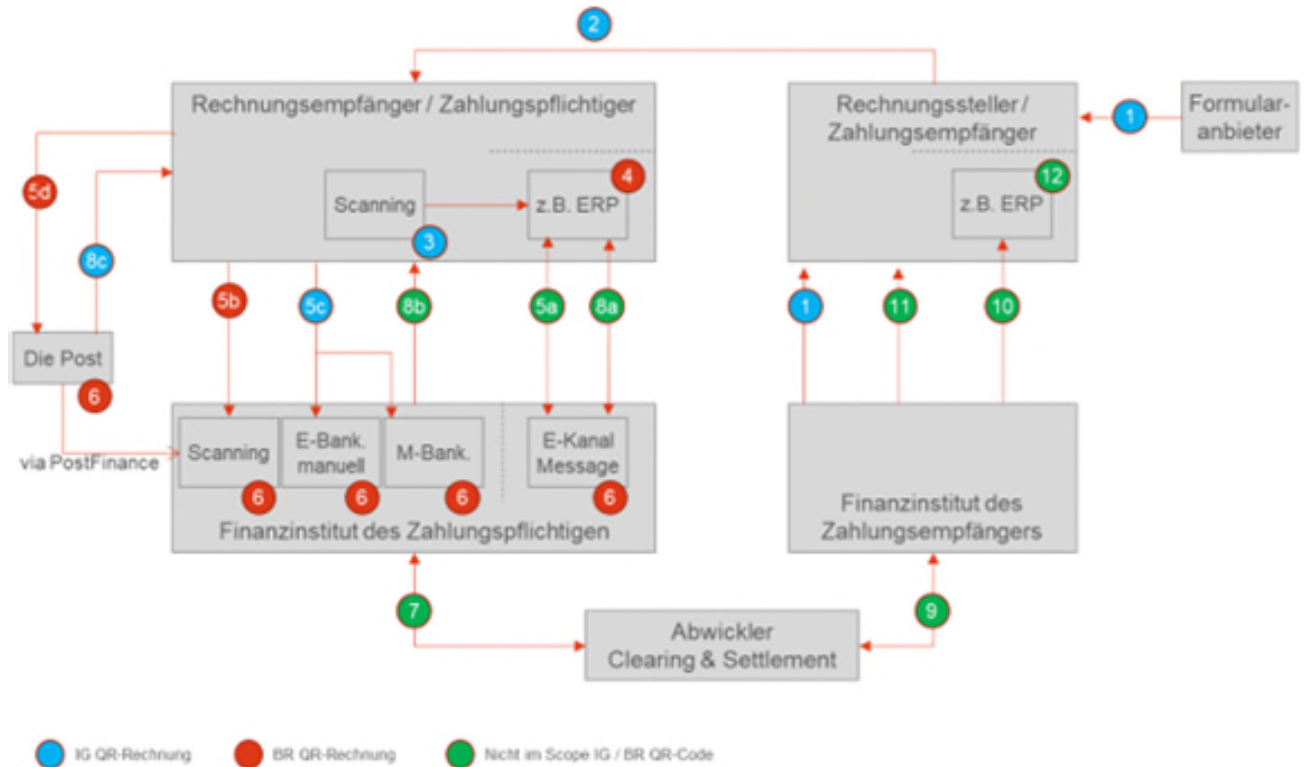 2
Rechnungsempfänger / Zahlungspflichtiger
Rechnungssteller /
Zahlungsempfänger
1
Formular-
anbieter
5d
8c
Scanning
3
z.B. ERP
4
z.B. ERP
12
5b
5c
8b
5a
8a
1
11
10
Die Post
6
via PostFinance
Scanning
6
E-Bank.
manuell
6
M-Bank.
6
E-Kanal
Message
6
Finanzinstitut des Zahlungspflichtigen
Finanzinstitut des
Zahlungsempfängers
7
9
Abwickler
Clearing & Settlement
IG QR-Rechnung
BR QR-Rechnung
Nicht im Scope IG / BR QR-Code